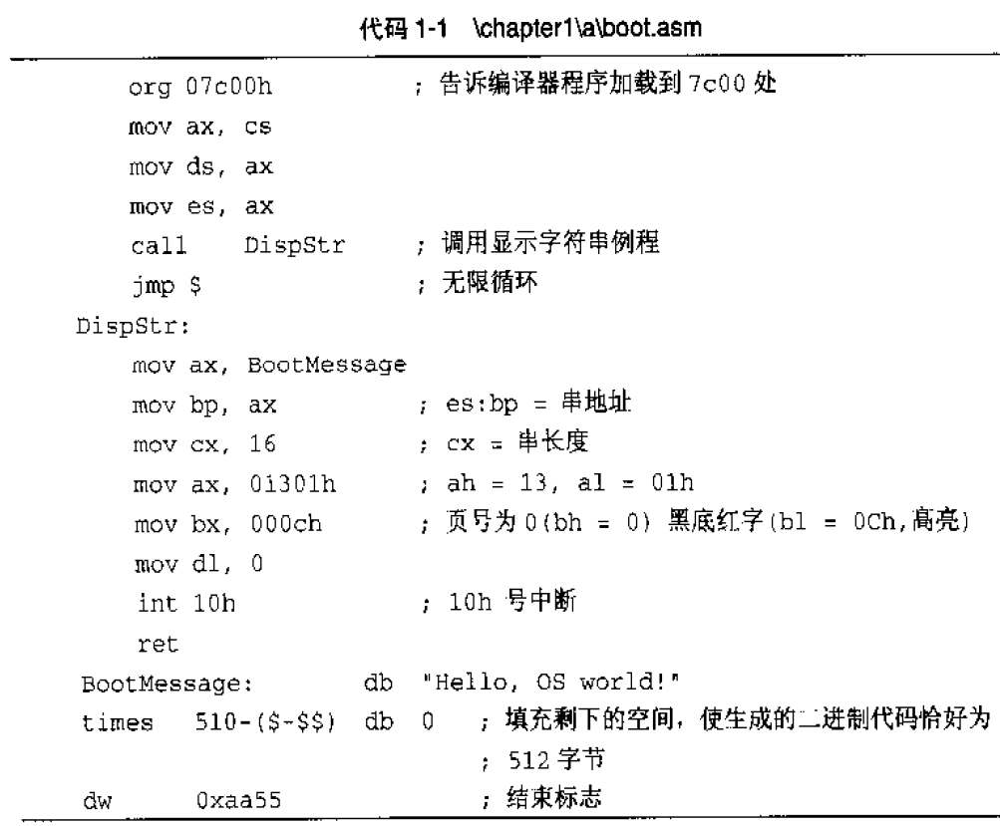 代码 1-1 \chapter1\a\boot.asm
org 07c00h ; 告诉编译器程序加载到 7c00 处
mov ax, cs
mov ds, ax
mov es, ax
call DispStr ; 调用显示字符串例程
jmp $ ; 无限循环
DispStr:
mov ax, BootMessage
mov bp, ax ; es:bp = 串地址
mov cx, 16 ; cx = 串长度
mov ax, 01301h ; ah = 13, al = 01h
mov bx, 000ch ; 页号为 0(bh = 0) 黑底红字(bl = 0Ch,高亮)
mov dl, 0
int 10h ; 10h 号中断
ret
BootMessage: db "Hello, OS world!"
times 510-($-$$) db 0 ; 填充剩下的空间，使生成的二进制代码恰好为
; 512 字节
dw 0xaa55 ; 结束标志